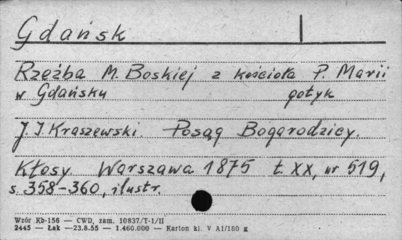 Gdańsk
Rzeźba M. Boskiej z kościoła P. Marii
w Gdańsku gotyk
J. I. Kraszewski. Posąg Bogarodzicy.
Kłosy. Warszawa 1875 t. XX, nr 519,
s. 358-360, ilustr.
Wzór Kb-156 — CWD, zam. 10837/T-1/II
2445 — Łak — 23.8.55 — 1.460.000 — Karton kl. V A1/180 g